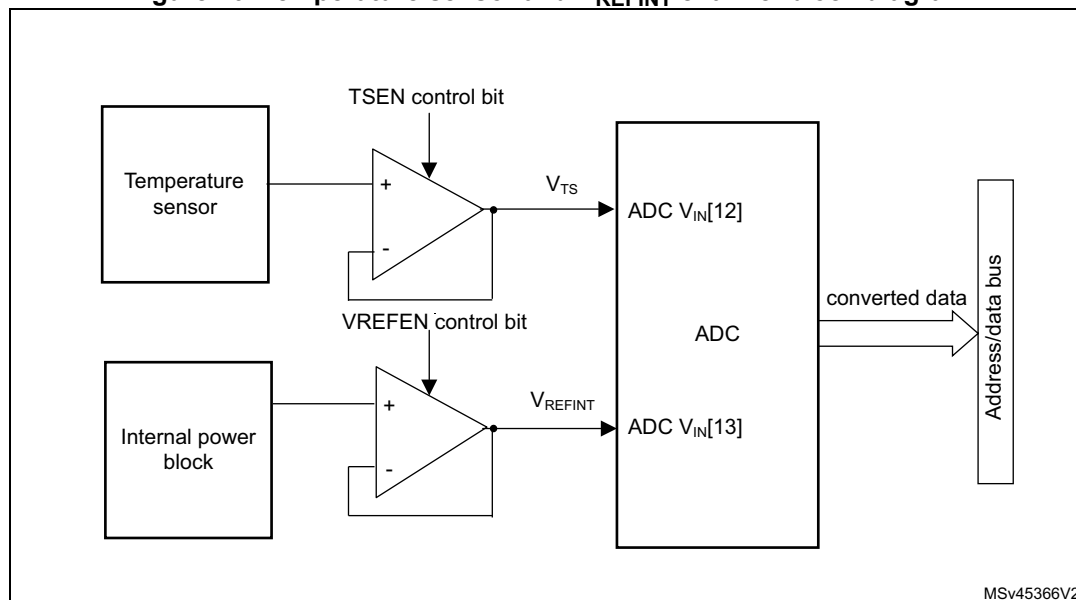 REFINT
TSEN control bit
Temperature
sensor
+
-
V_TS
ADC V_IN[12]
VREFEN control bit
Internal power
block
+
-
V_REFINT
ADC V_IN[13]
ADC
converted data
Address/data bus
MSv45366V2